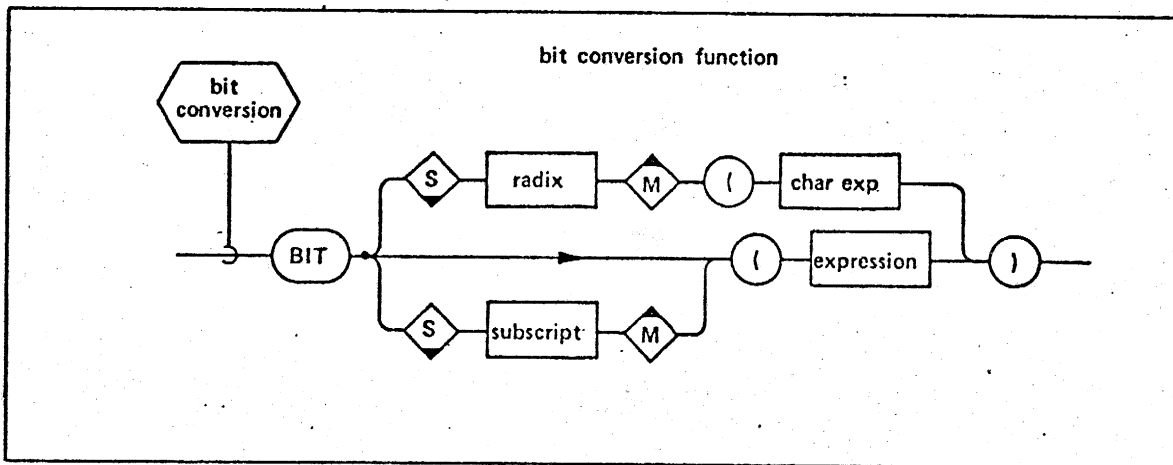 bit conversion function
bit
conversion
S radix M ( char exp
BIT ( expression )
S subscript M